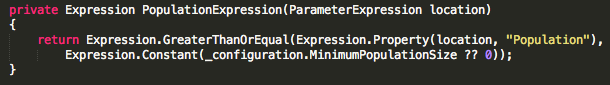 private Expression PopulationExpression(ParameterExpression location)
{
    return Expression.GreaterThanOrEqual(Expression.Property(location, "Population"),
        Expression.Constant(_configuration.MinimumPopulationSize ?? 0));
}